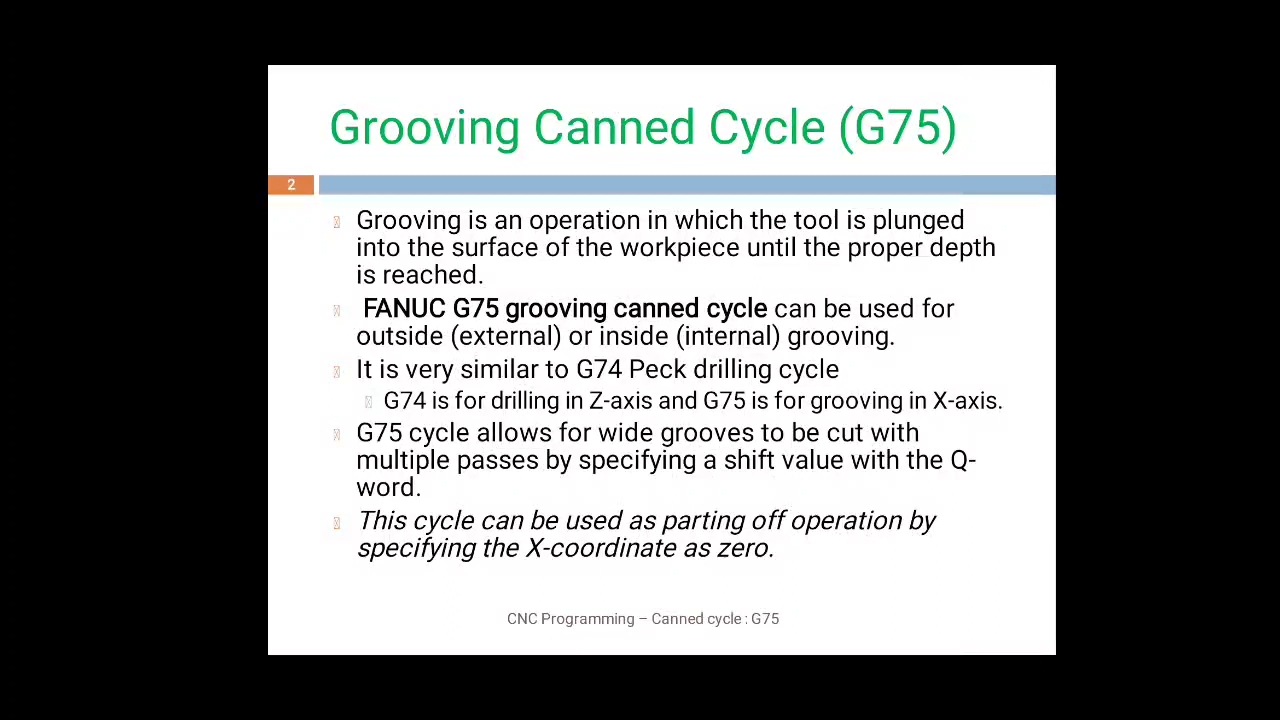 Grooving Canned Cycle (G75)
2
Grooving is an operation in which the tool is plunged
into the surface of the workpiece until the proper depth
is reached.
FANUC G75 grooving canned cycle can be used for
outside (external) or inside (internal) grooving.
It is very similar to G74 Peck drilling cycle
G74 is for drilling in Z-axis and G75 is for grooving in X-axis.
G75 cycle allows for wide grooves to be cut with
multiple passes by specifying a shift value with the Q-
word.
This cycle can be used as parting off operation by
specifying the X-coordinate as zero.
CNC Programming – Canned cycle : G75